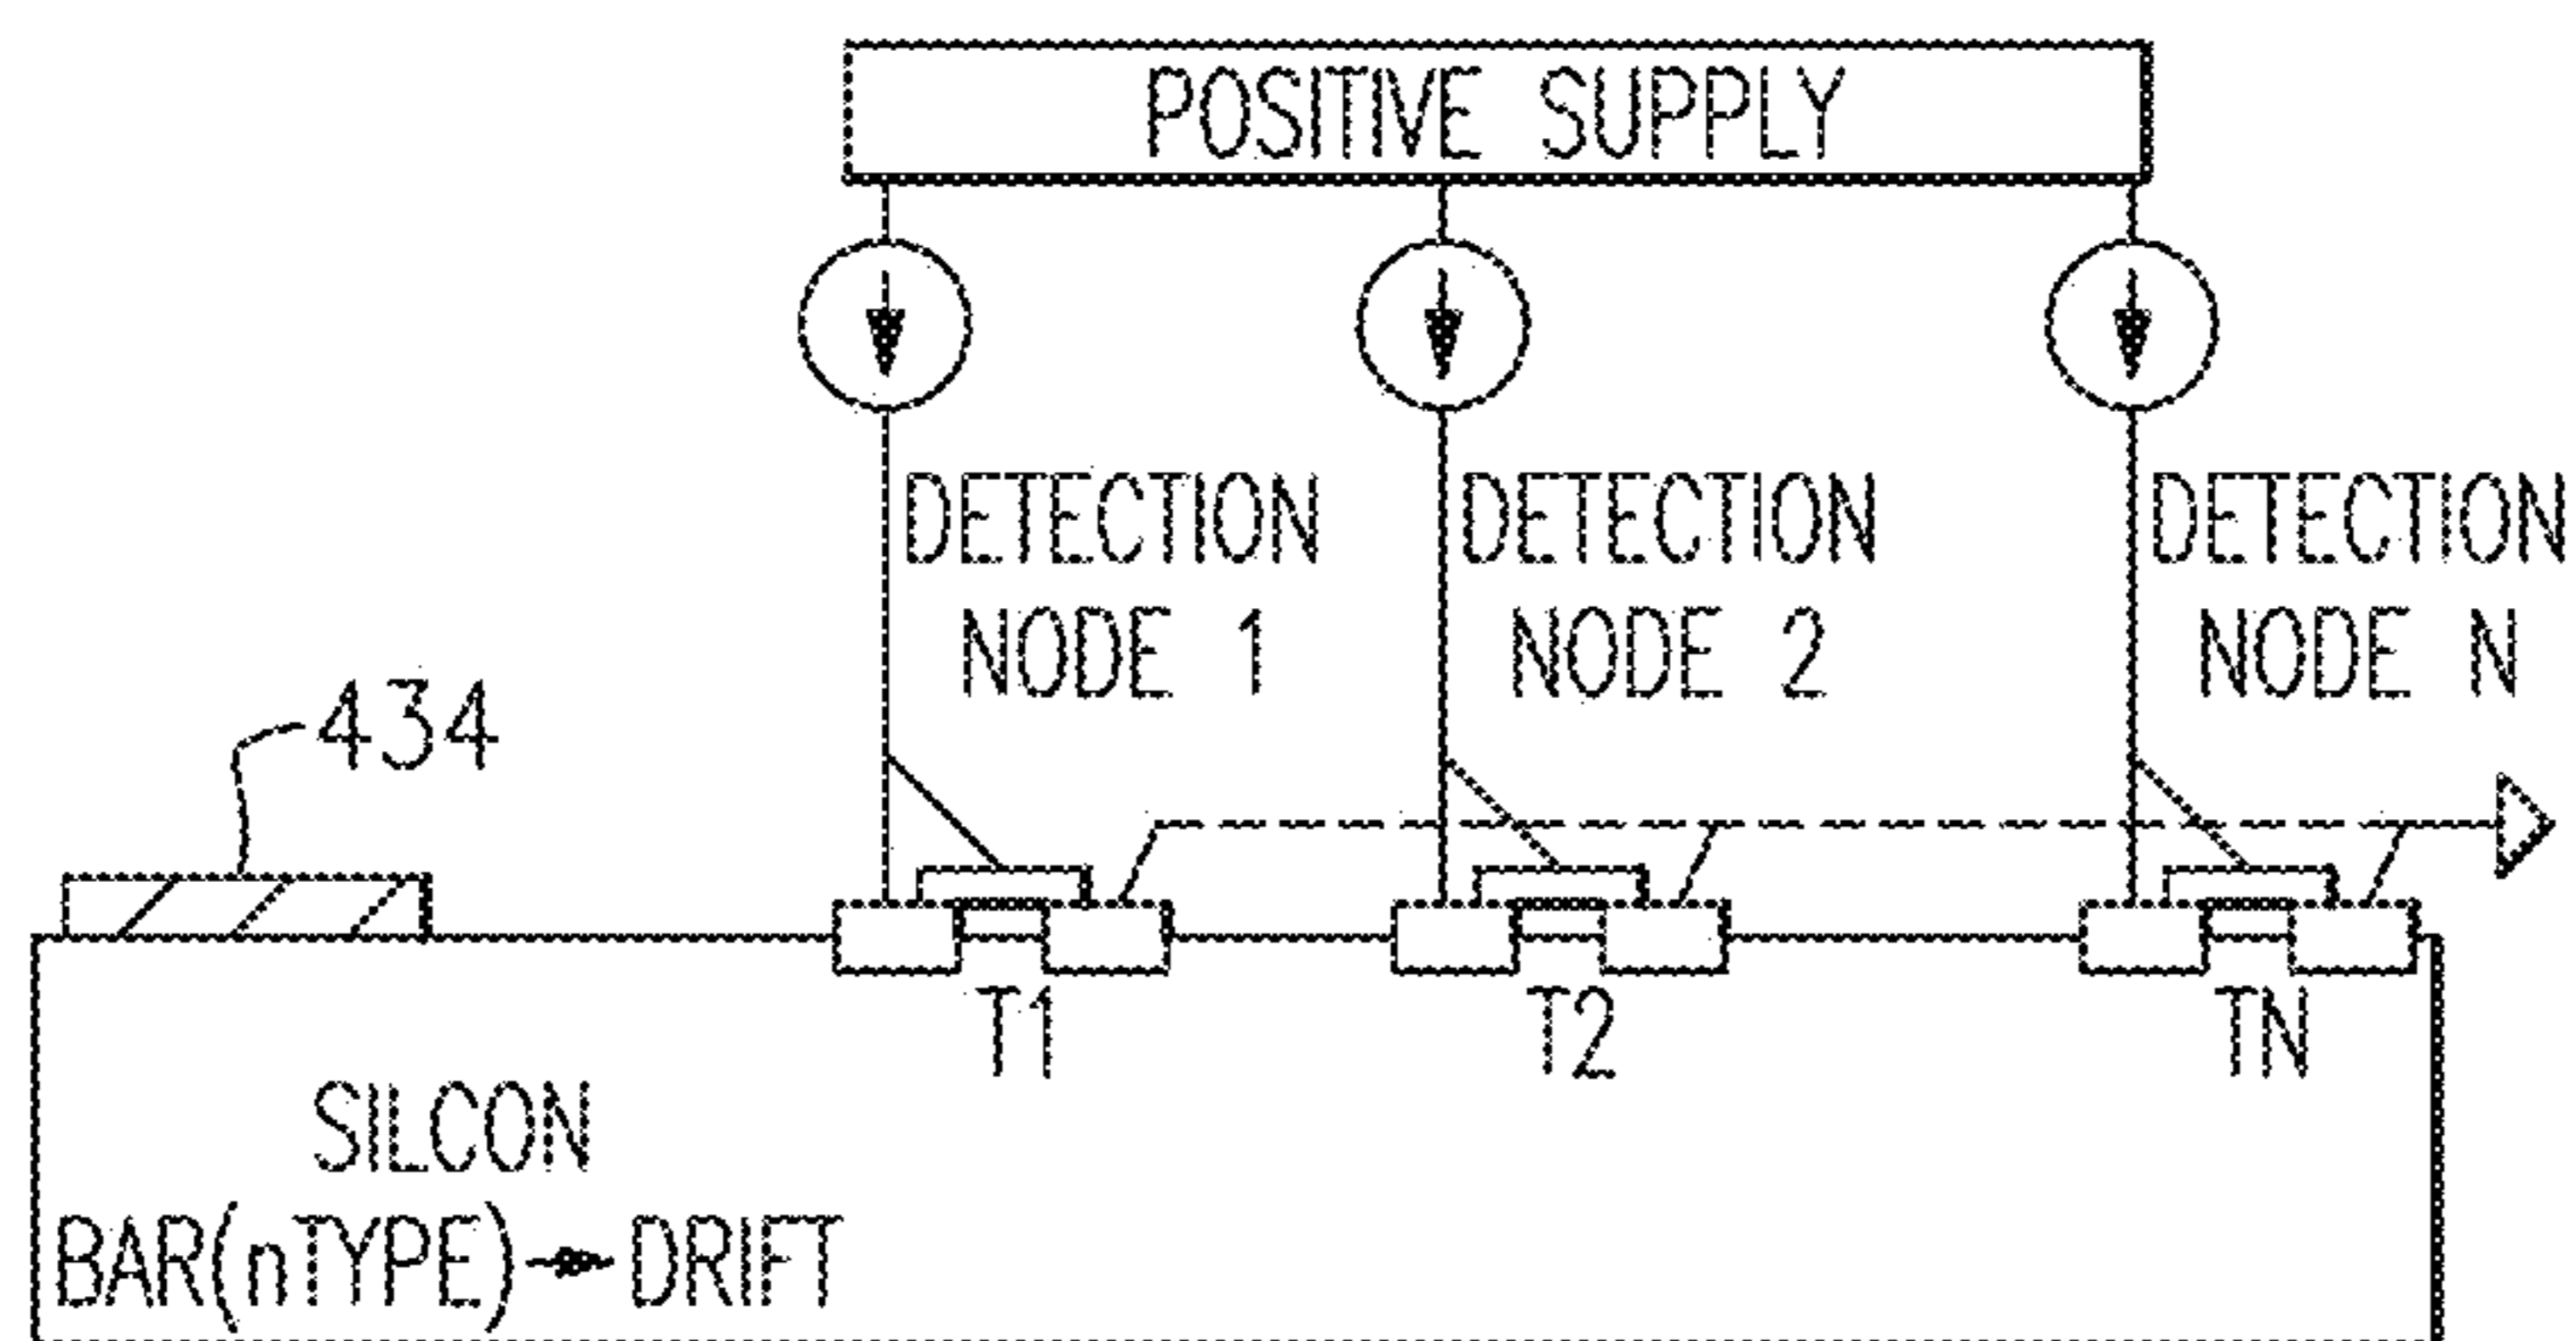 POSITIVE SUPPLY
DETECTION
NODE 1
DETECTION
NODE 2
DETECTION
NODE N
434
T1
T2
TN
SILCON
BAR(nTYPE) → DRIFT